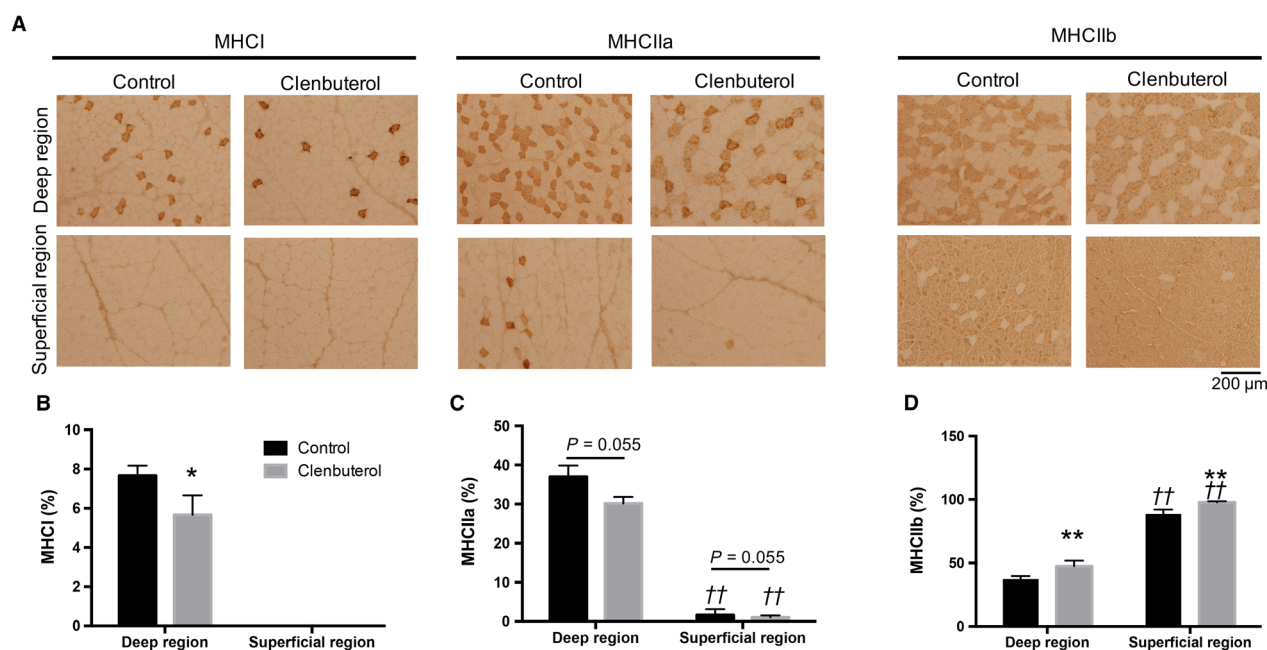 A
MHCI
MHCIIa
MHCIIb
Control
Clenbuterol
Control
Clenbuterol
Control
Clenbuterol
Deep region
Superficial region
200 µm
B
MHCI (%)
10
8
6
4
2
0
*
Control
Clenbuterol
Deep region
Superficial region
C
MHCIIa (%)
50
40
30
20
10
0
P = 0.055
P = 0.055
††
††
Deep region
Superficial region
D
MHCIIb (%)
150
100
50
0
**
††
**
††
Deep region
Superficial region